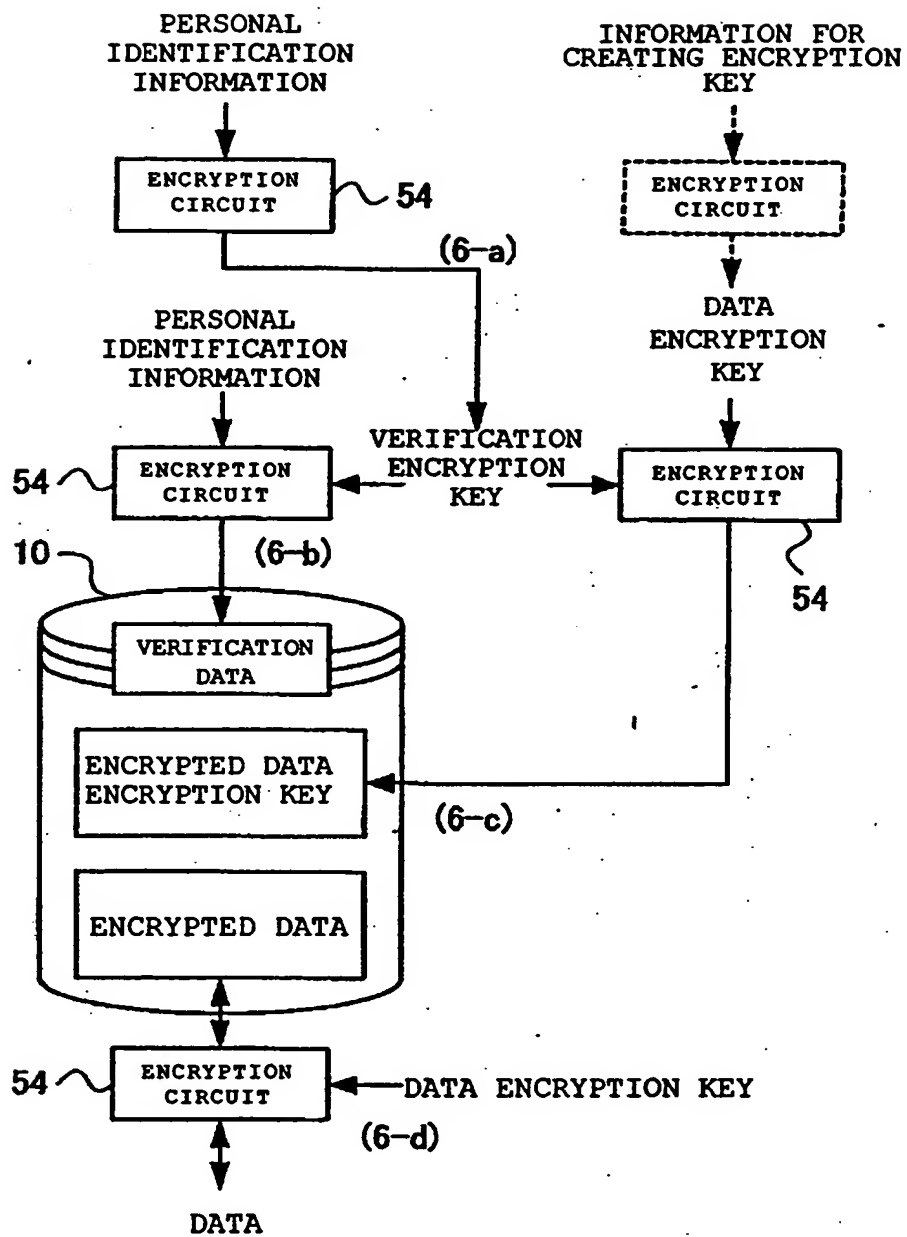 PERSONAL
IDENTIFICATION
INFORMATION
INFORMATION FOR
CREATING ENCRYPTION
KEY
ENCRYPTION
CIRCUIT
54
ENCRYPTION
CIRCUIT
(6-a)
DATA
ENCRYPTION
KEY
PERSONAL
IDENTIFICATION
INFORMATION
VERIFICATION
ENCRYPTION
KEY
54
ENCRYPTION
CIRCUIT
ENCRYPTION
CIRCUIT
54
(6-b)
10
VERIFICATION
DATA
ENCRYPTED DATA
ENCRYPTION KEY
(6-c)
ENCRYPTED DATA
54
ENCRYPTION
CIRCUIT
DATA ENCRYPTION KEY
(6-d)
DATA